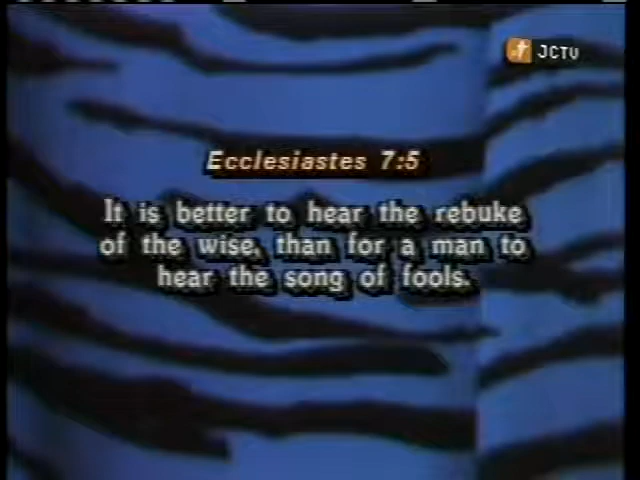 JCTV
Ecclesiastes 7:5
It is better to hear the rebuke
of the wise, than for a man to
hear the song of fools.